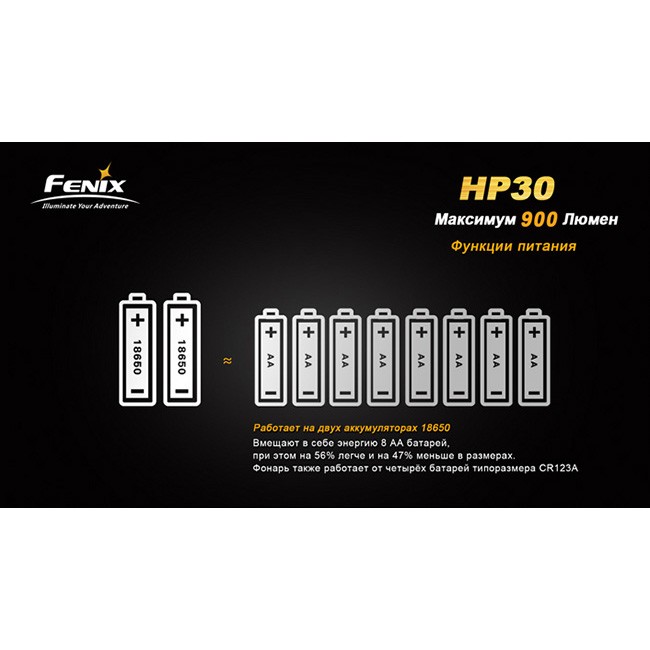 FENIX
Illuminate Your Adventure
HP30
Максимум 900 Люмен
Функции питания
+ 18650 −
+ 18650 −
≈
+ AA −
+ AA −
+ AA −
+ AA −
+ AA −
+ AA −
+ AA −
+ AA −
Работает на двух аккумуляторах 18650
Вмещают в себе энергию 8 АА батарей,
при этом на 56% легче и на 47% меньше в размерах.
Фонарь также работает от четырёх батарей типоразмера CR123A